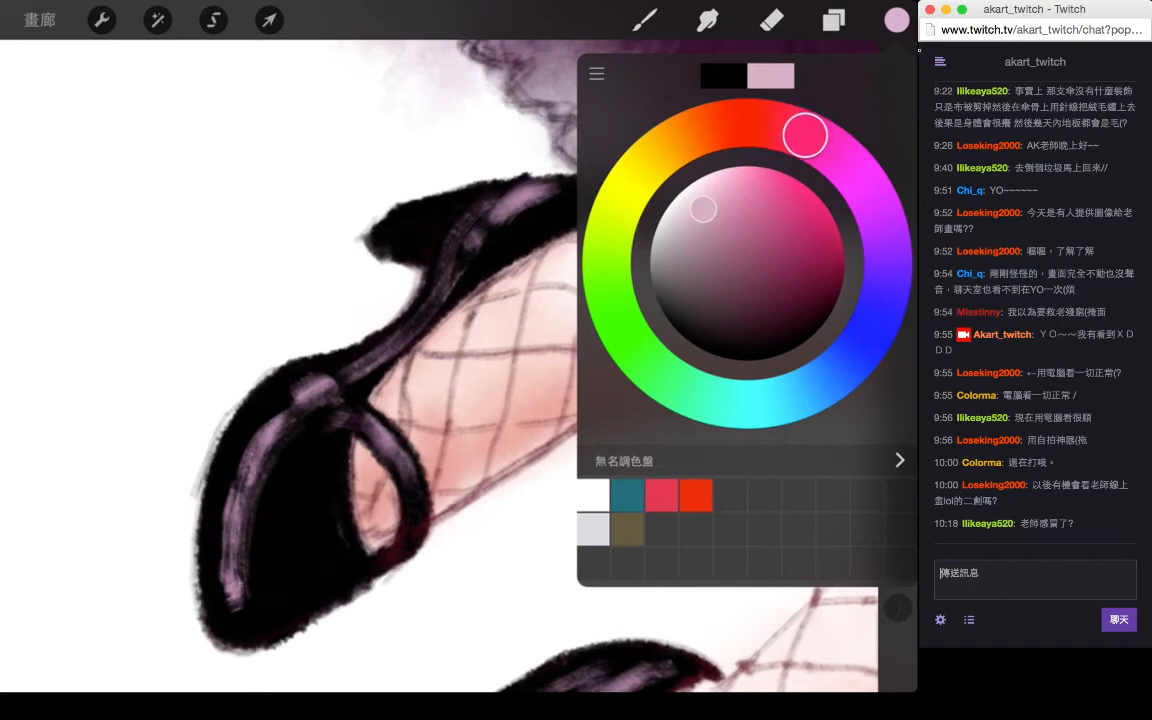 畫廊
akart_twitch - Twitch
www.twitch.tv/akart_twitch/chat?pop…
akart_twitch
9:22 Ilikeaya520: 事實上 那支傘沒有什麼裝飾
只是布被剪掉然後在傘骨上用針線把絨毛纏上去
後果是身體會很癢 然後幾天內地板都會是毛(?
9:26 Loseking2000: AK老師晚上好~~
9:40 Ilikeaya520: 去倒個垃圾馬上回來//
9:51 Chi_q: YO~~~~~~
9:52 Loseking2000: 今天是有人提供圖像給老
師畫嗎??
9:52 Loseking2000: 喔喔，了解了解
9:54 Chi_q: 剛剛怪怪的，畫面完全不動也沒聲
音，聊天室也看不到在YO一次(煩
9:54 Misstinny: 我以為要救老殘窮(掩面
9:55 Akart_twitch: ＹＯ～～我有看到ＸＤ
ＤＤ
9:55 Loseking2000: ←用電腦看一切正常(?
9:55 Colorma: 電腦看一切正常 /
9:56 Ilikeaya520: 現在用電腦看很順
9:56 Loseking2000: 用自拍神器(拖
10:00 Colorma: 還在打哦。
10:00 Loseking2000: 以後有機會看老師線上
畫lol的二創嗎?
10:18 Ilikeaya520: 老師感冒了?
無名調色盤
傳送訊息
聊天